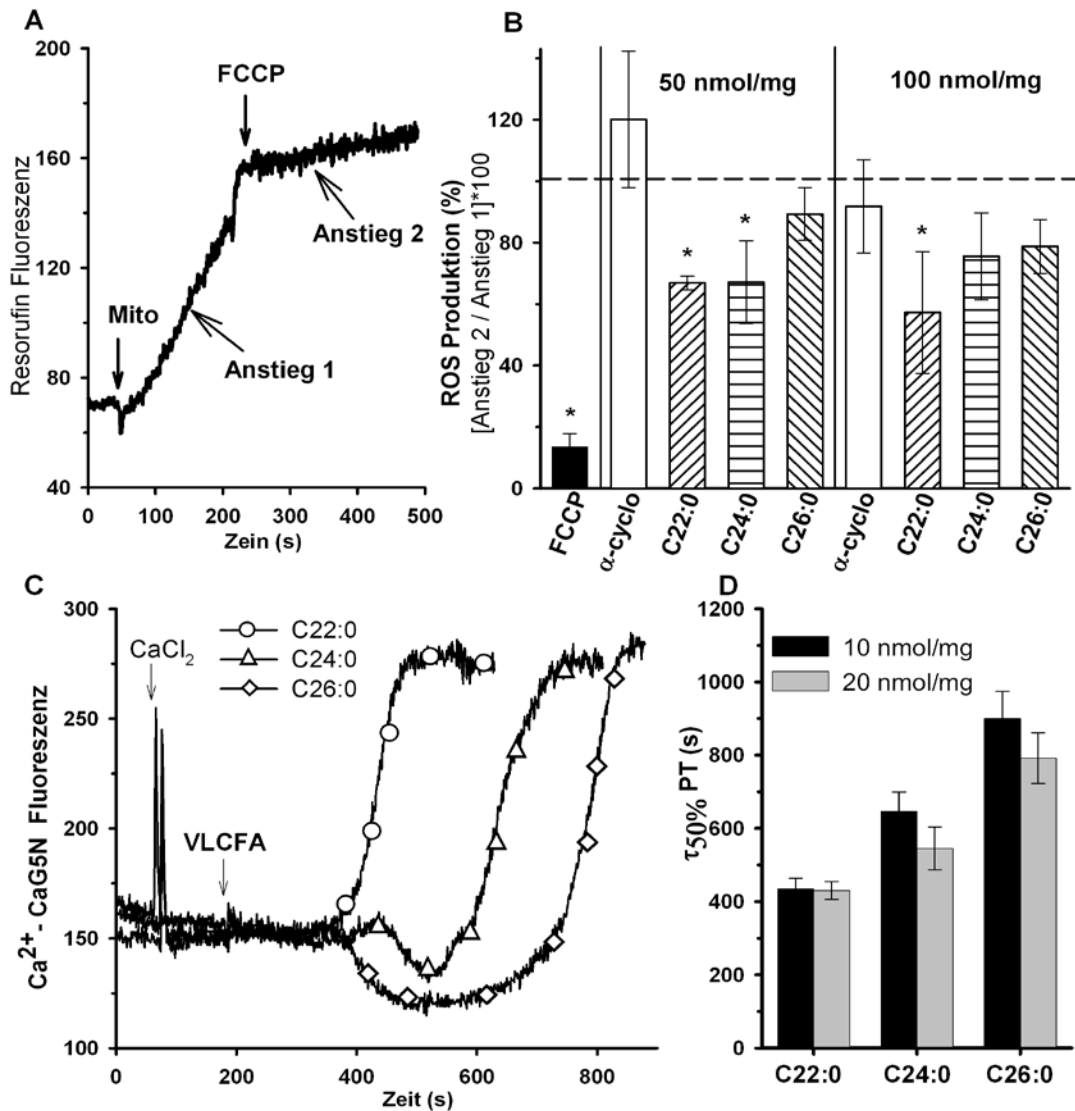 A
200
160
120
80
40
Resorufin Fluoreszenz
FCCP
Anstieg 2
Mito
Anstieg 1
0 100 200 300 400 500
Zein (s)
B
120
80
40
0
ROS Produktion (%)
[Anstieg 2 / Anstieg 1]*100
50 nmol/mg
100 nmol/mg
*
*
*
*
FCCP
α-cyclo
C22:0
C24:0
C26:0
α-cyclo
C22:0
C24:0
C26:0
C
300
250
200
150
100
Ca2+- CaG5N Fluoreszenz
CaCl2
C22:0
C24:0
C26:0
VLCFA
0 200 400 600 800
Zeit (s)
D
1200
1000
800
600
400
200
0
τ50% PT (s)
10 nmol/mg
20 nmol/mg
C22:0 C24:0 C26:0